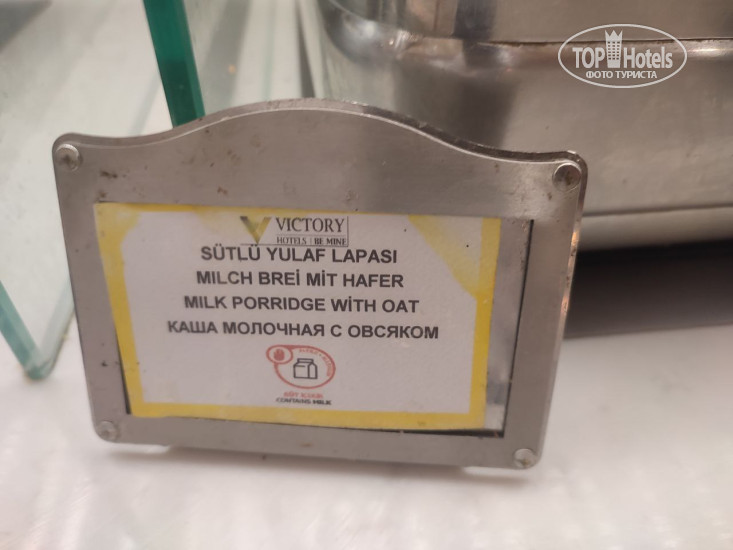 TOP Hotels
ФОТО ТУРИСТА
VICTORY
HOTELS | BE MINE
SÜTLÜ YULAF LAPASI
MILCH BREİ MİT HAFER
MILK PORRIDGE WİTH OAT
КАША МОЛОЧНАЯ С ОВСЯКОМ
CONTAINS MILK